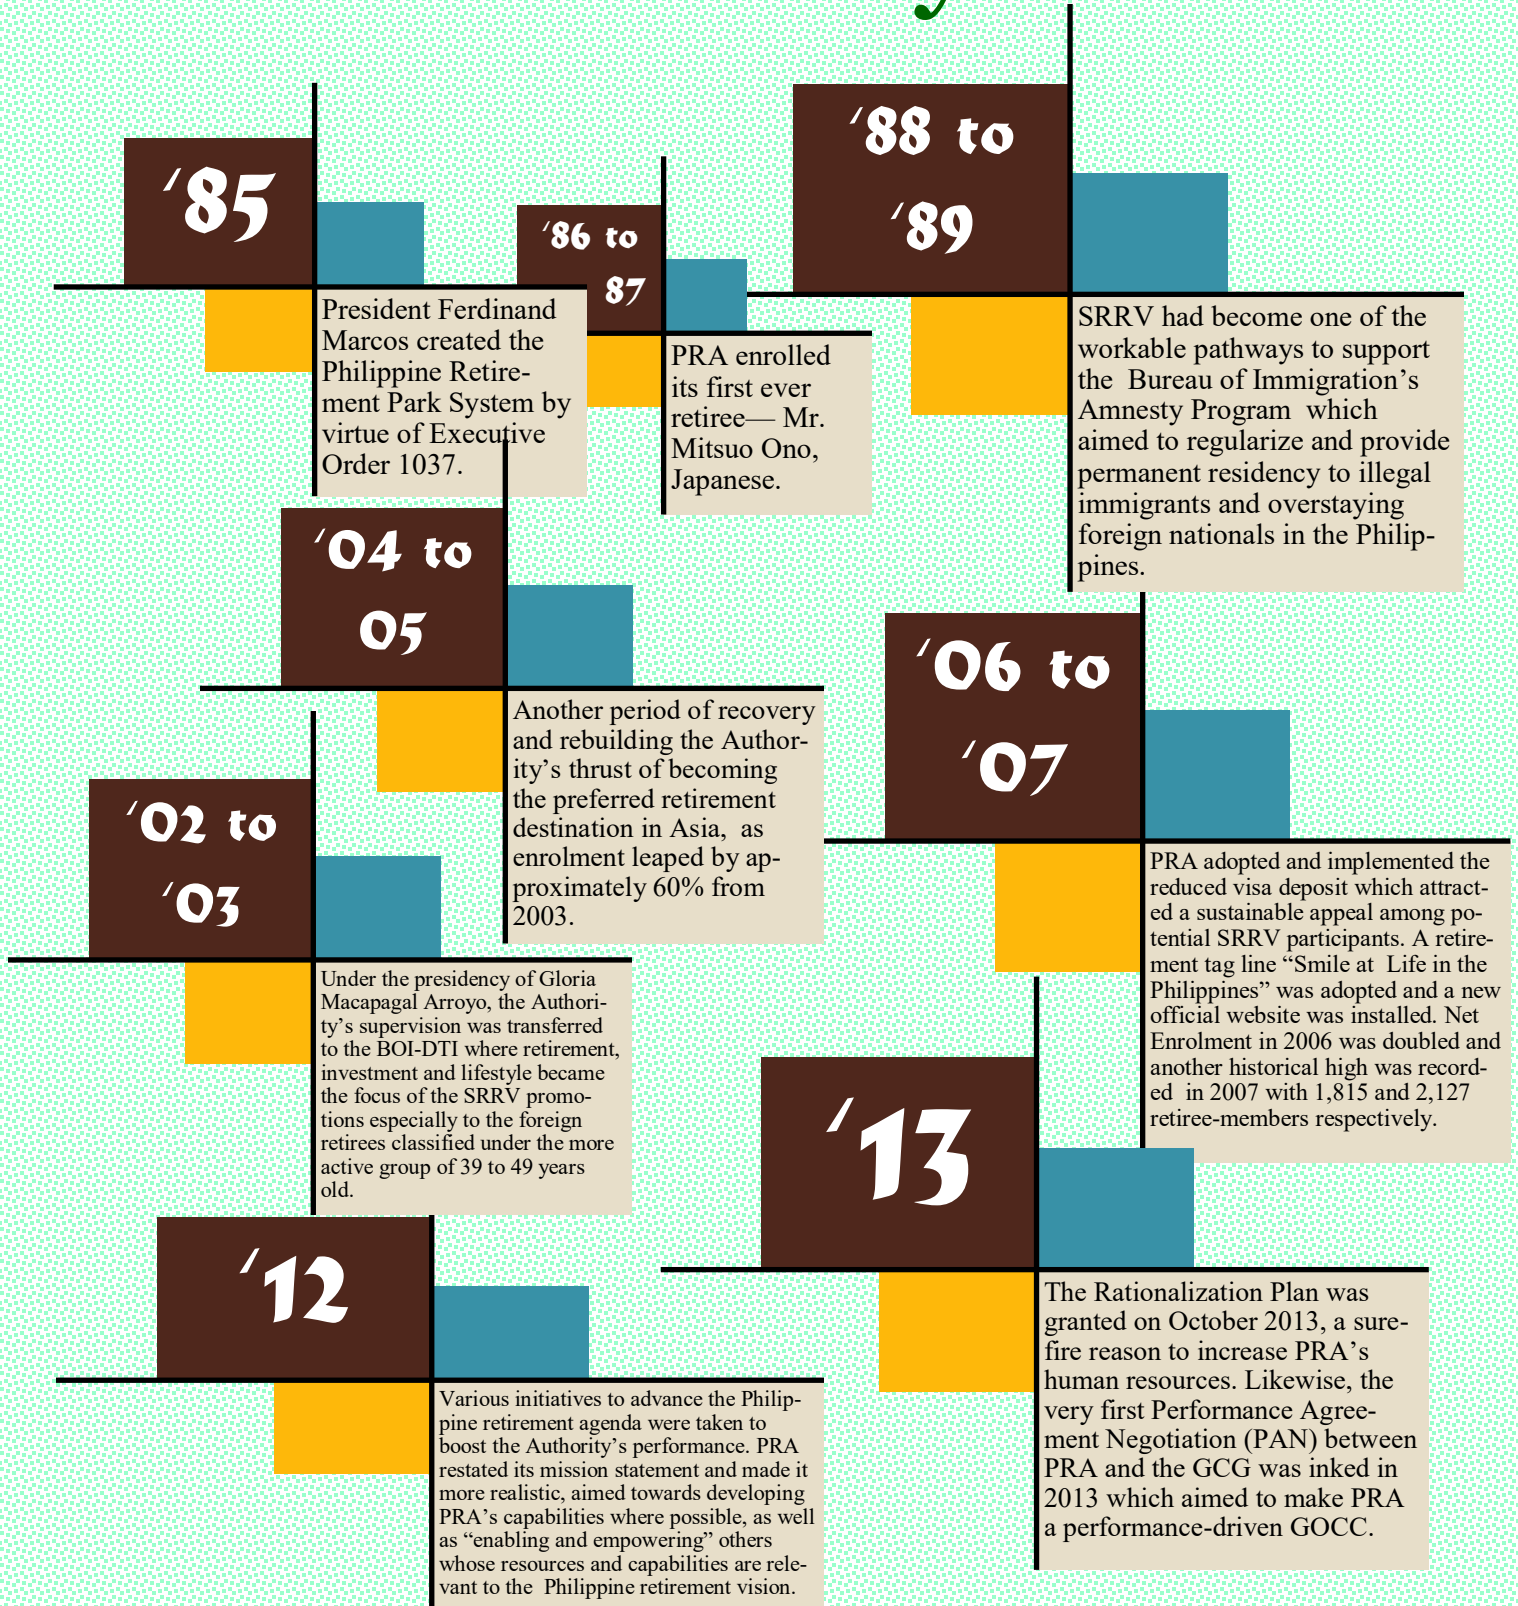 ‘85
President Ferdinand
Marcos created the
Philippine Retire-
ment Park System by
virtue of Executive
Order 1037.
‘86 to
87
PRA enrolled
its first ever
retiree— Mr.
Mitsuo Ono,
Japanese.
‘88 to
‘89
SRRV had become one of the
workable pathways to support
the  Bureau of Immigration’s
Amnesty Program  which
aimed to regularize and provide
permanent residency to illegal
immigrants and overstaying
foreign nationals in the Philip-
pines.
‘04 to
05
Another period of recovery
and rebuilding the Author-
ity’s thrust of becoming
the preferred retirement
destination in Asia,  as
enrolment leaped by ap-
proximately 60% from
2003.
‘06 to
‘07
PRA adopted and implemented the
reduced visa deposit which attract-
ed a sustainable appeal among po-
tential SRRV participants. A retire-
ment tag line “Smile at  Life in the
Philippines” was adopted and a new
official website was installed. Net
Enrolment in 2006 was doubled and
another historical high was record-
ed  in 2007 with 1,815 and 2,127
retiree-members respectively.
‘02 to
‘03
Under the presidency of Gloria
Macapagal Arroyo, the Authori-
ty’s supervision was transferred
to the BOI-DTI where retirement,
investment and lifestyle became
the focus of the SRRV promo-
tions especially to the foreign
retirees classified under the more
active group of 39 to 49 years
old.
‘13
The Rationalization Plan was
granted on October 2013, a sure-
fire reason to increase PRA’s
human resources. Likewise, the
very first Performance Agree-
ment Negotiation (PAN) between
PRA and the GCG was inked in
2013 which aimed to make PRA
a performance-driven GOCC.
‘12
Various initiatives to advance the Philip-
pine retirement agenda were taken to
boost the Authority’s performance. PRA
restated its mission statement and made it
more realistic, aimed towards developing
PRA’s capabilities where possible, as well
as “enabling and empowering” others
whose resources and capabilities are rele-
vant to the  Philippine retirement vision.